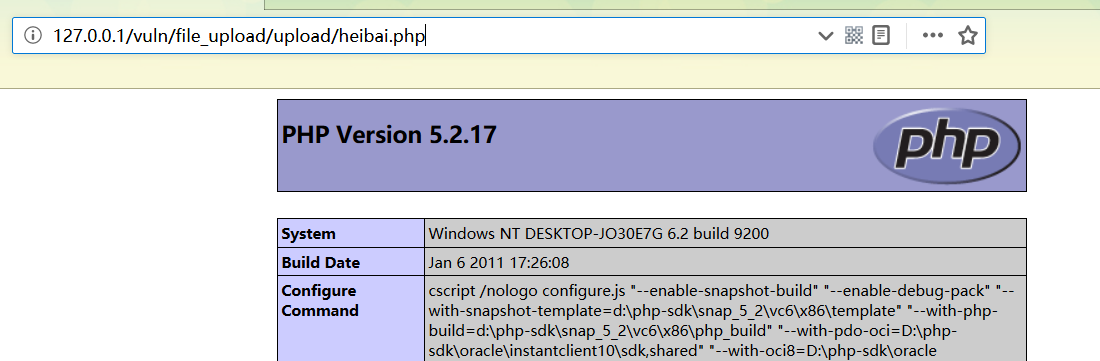 127.0.0.1/vuln/file_upload/upload/heibai.php
PHP Version 5.2.17
php
System
Windows NT DESKTOP-JO30E7G 6.2 build 9200
Build Date
Jan 6 2011 17:26:08
Configure
Command
cscript /nologo configure.js "--enable-snapshot-build" "--enable-debug-pack" "--
with-snapshot-template=d:\php-sdk\snap_5_2\vc6\x86\template" "--with-php-
build=d:\php-sdk\snap_5_2\vc6\x86\php_build" "--with-pdo-oci=D:\php-
sdk\oracle\instantclient10\sdk,shared" "--with-oci8=D:\php-sdk\oracle